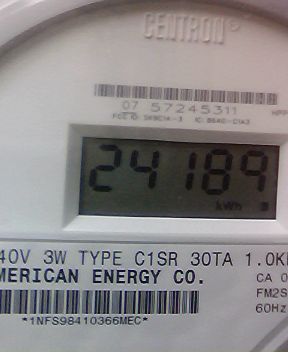 CENTRON®
07 57245311
24189
kWh
40V 3W TYPE C1SR 30TA 1.0K
MERICAN ENERGY CO.
CA 0
FM2S
60Hz
*1NFS98410366MEC*